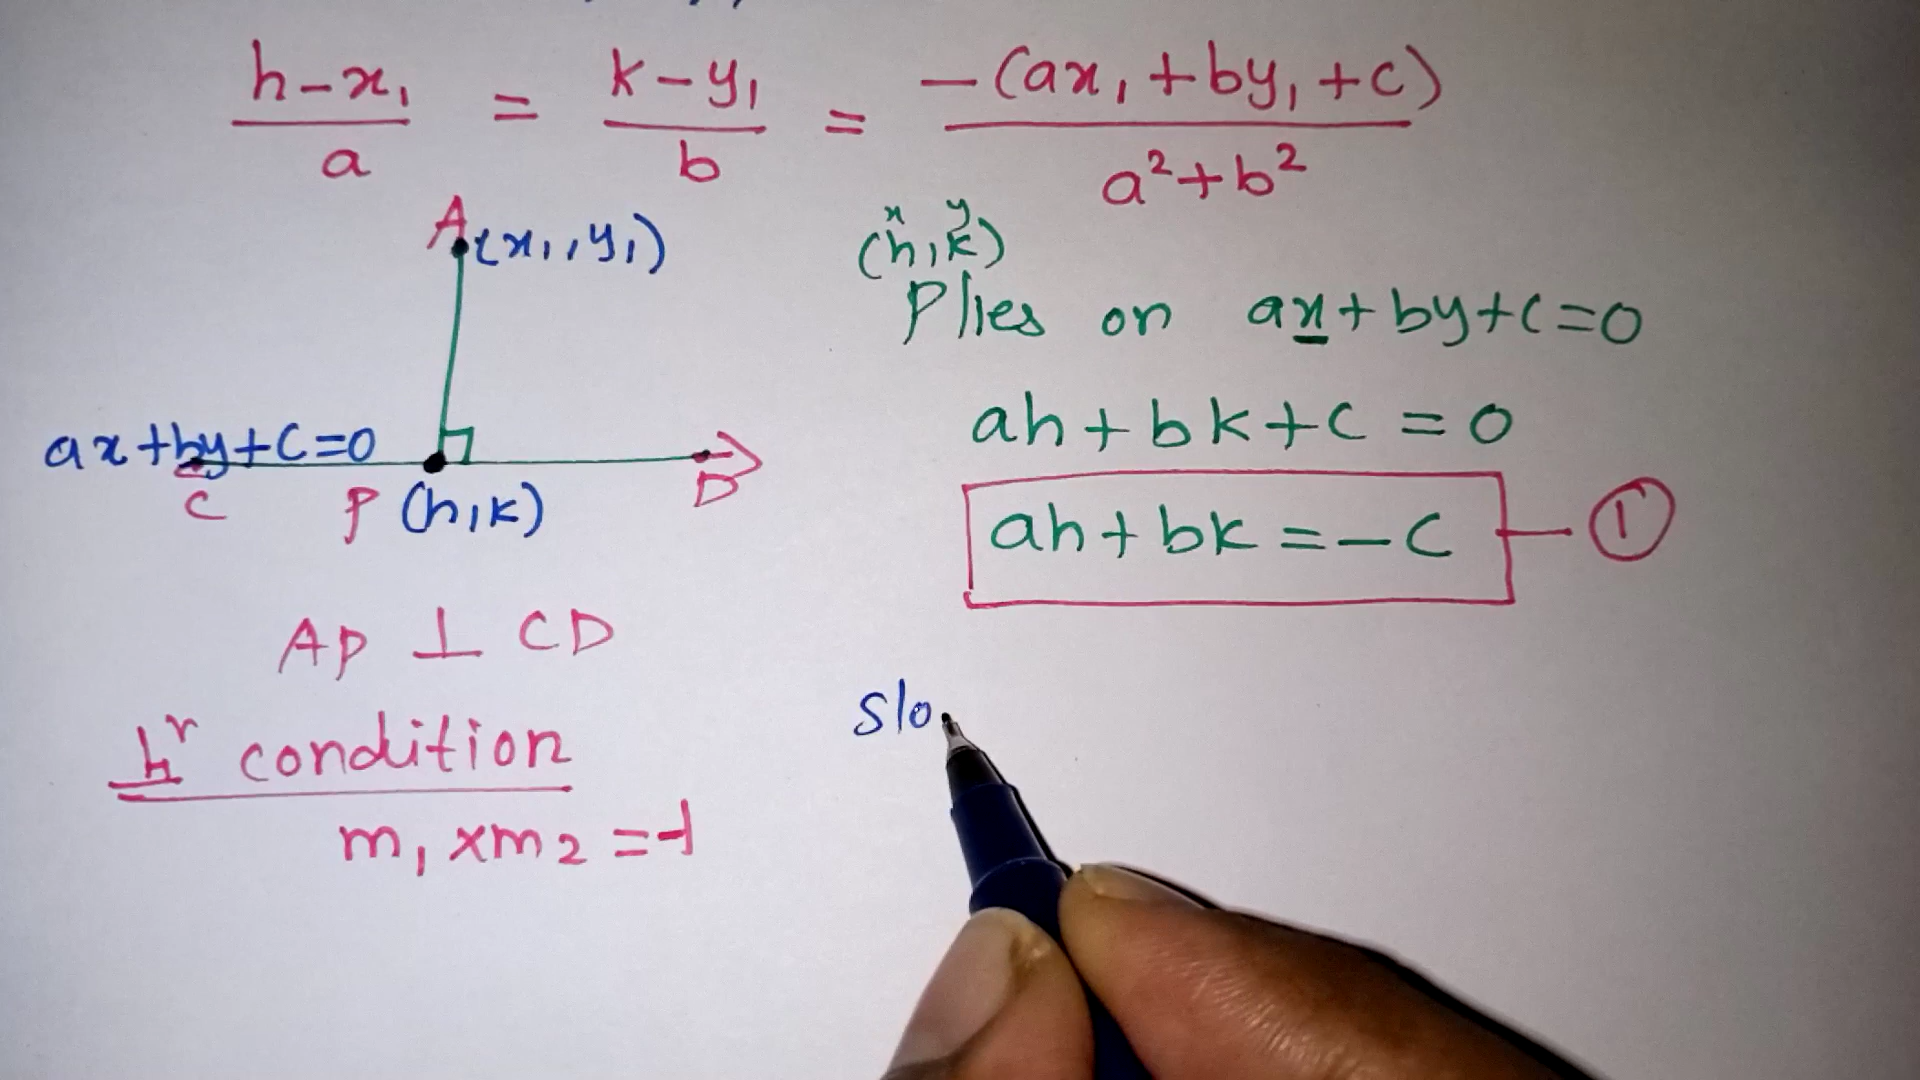 h-x₁/a = k-y₁/b = -(ax₁+by₁+c)/a²+b²
A(x₁,y₁)
x y
(h,k)
P lies on ax+by+c=0
ax+by+c=0
C P (h,k) D
ah+bk+c=0
ah+bk=-c -①
AP ⊥ CD
⊥r condition
m₁×m₂=-1
Slo